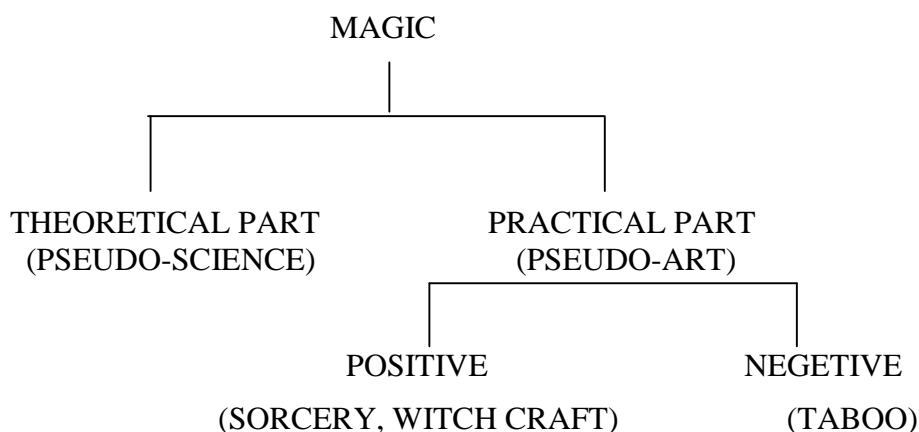 MAGIC
THEORETICAL PART
(PSEUDO-SCIENCE)
PRACTICAL PART
(PSEUDO-ART)
POSITIVE
(SORCERY, WITCH CRAFT)
NEGETIVE
(TABOO)